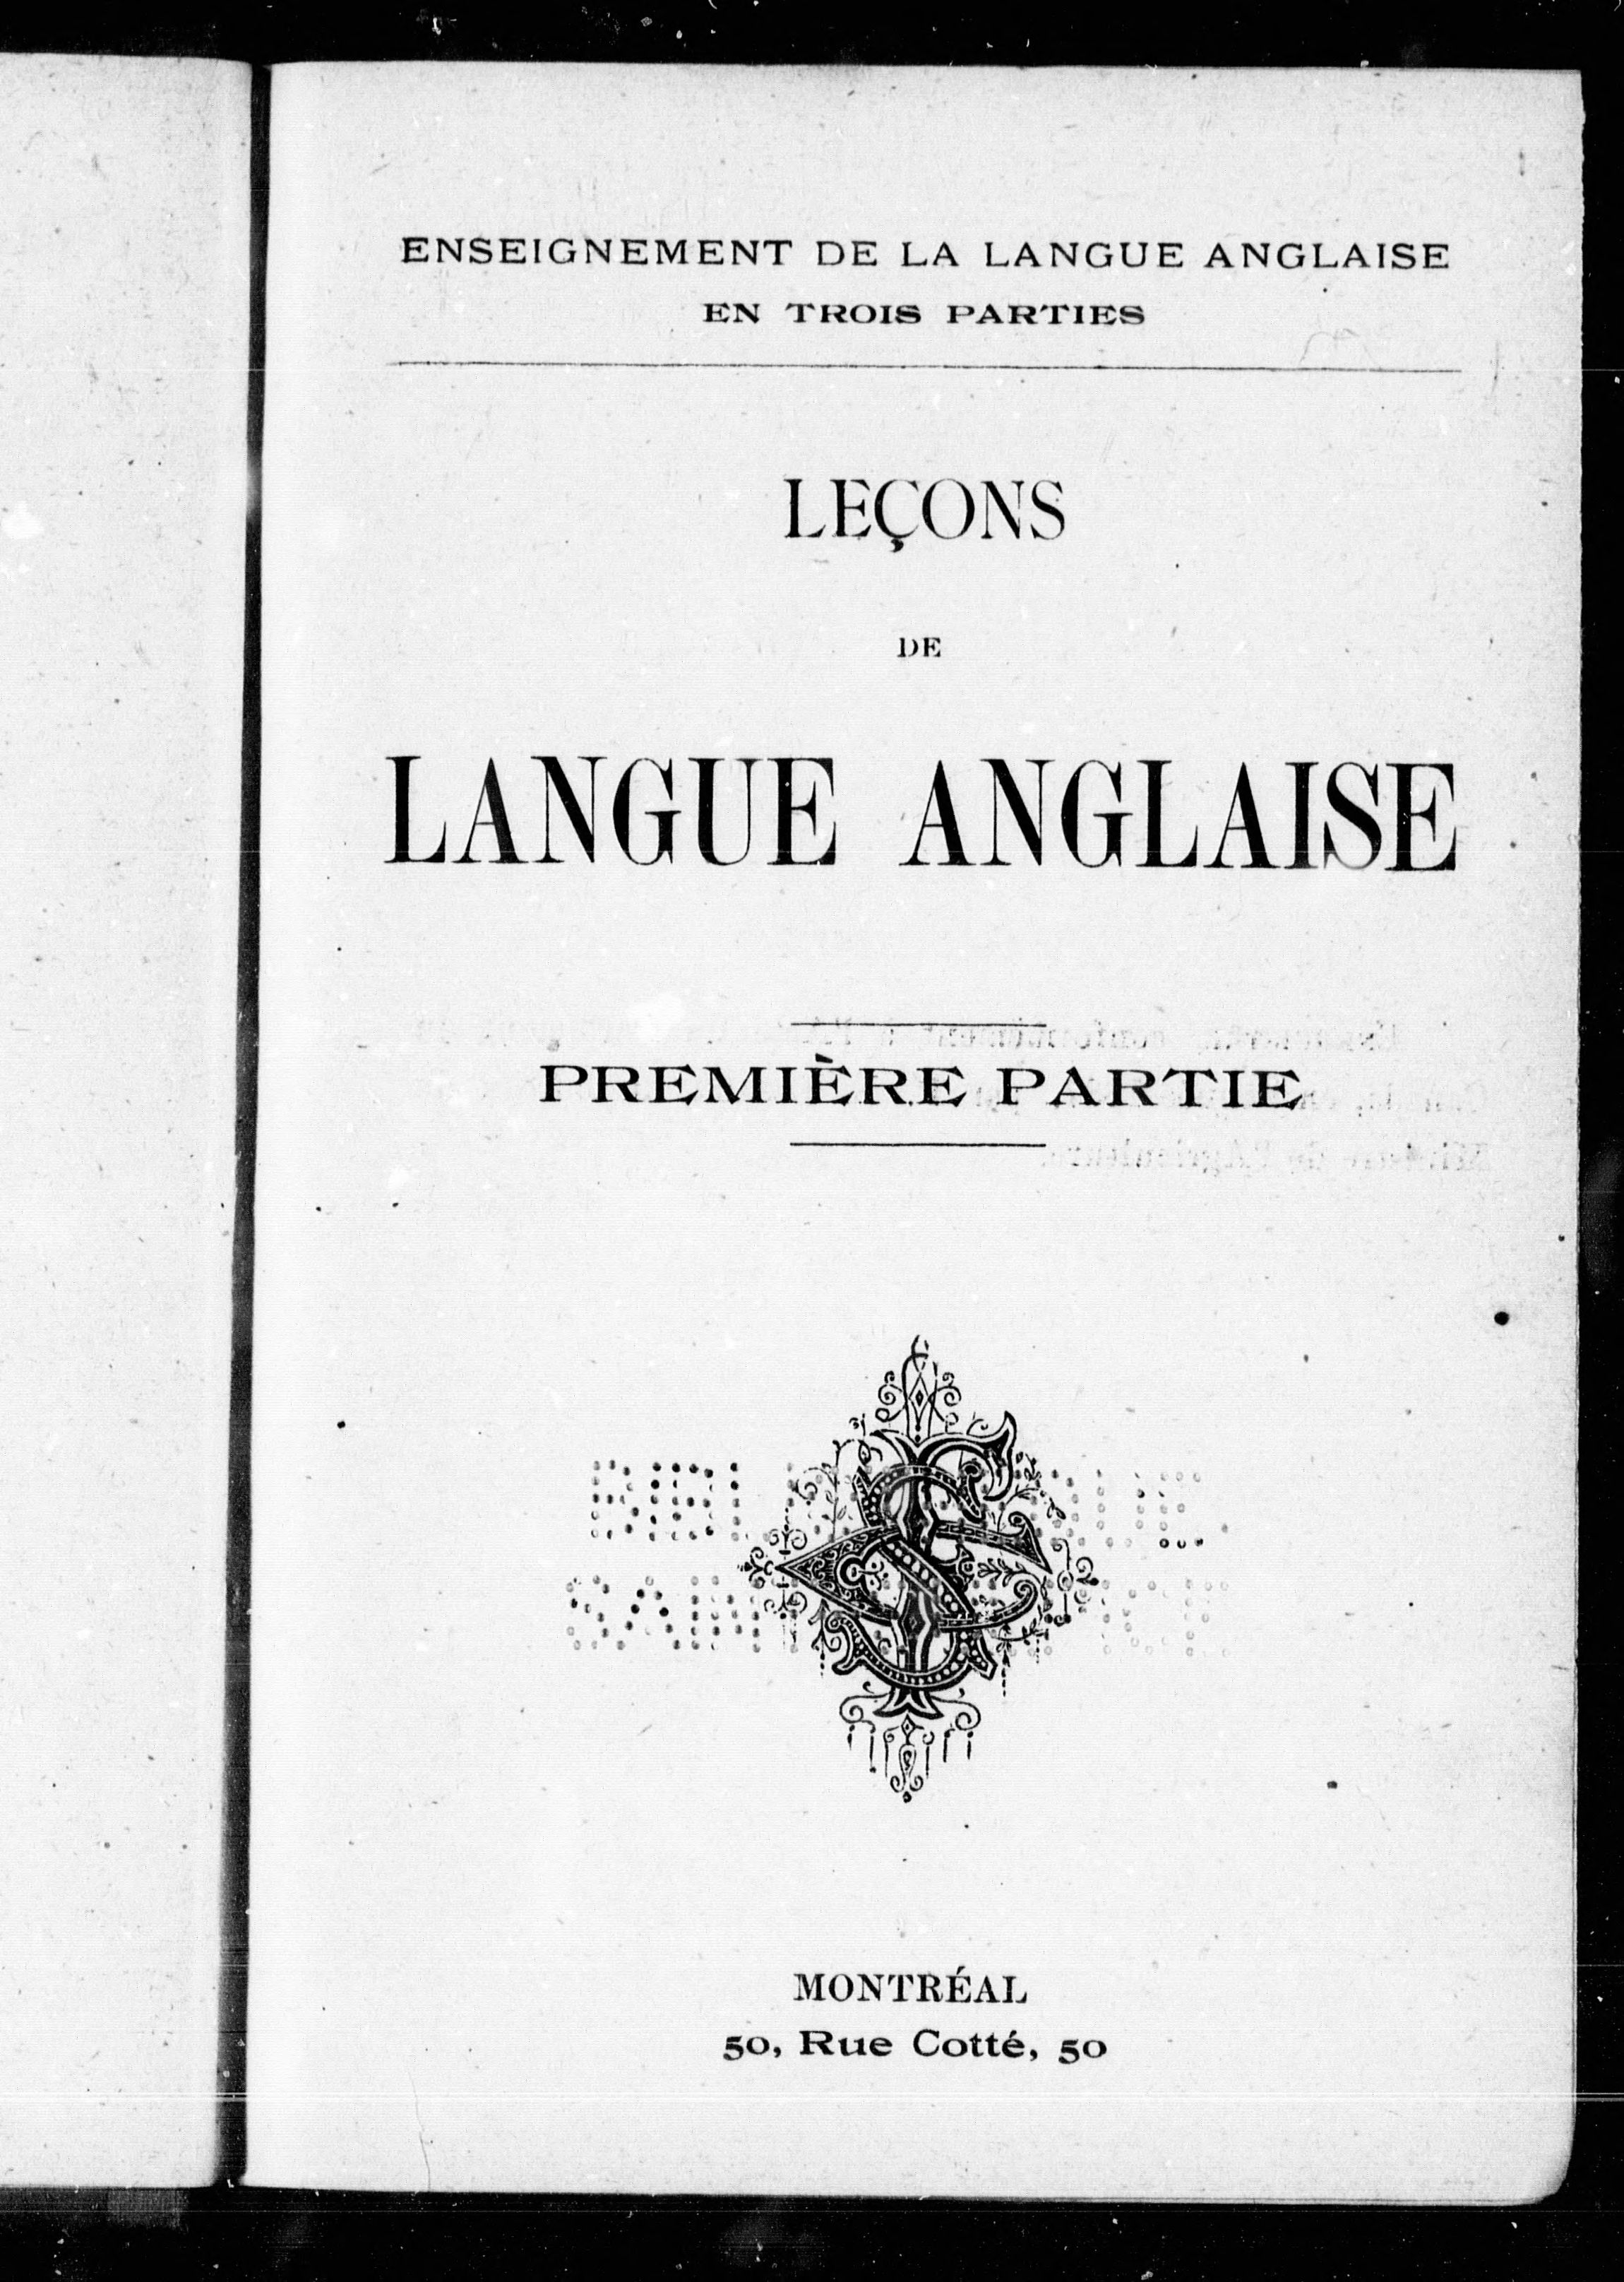 ENSEIGNEMENT DE LA LANGUE ANGLAISE
EN TROIS PARTIES
LEÇONS
DE
LANGUE ANGLAISE
PREMIÈRE PARTIE
MONTRÉAL
50, Rue Cotté, 50